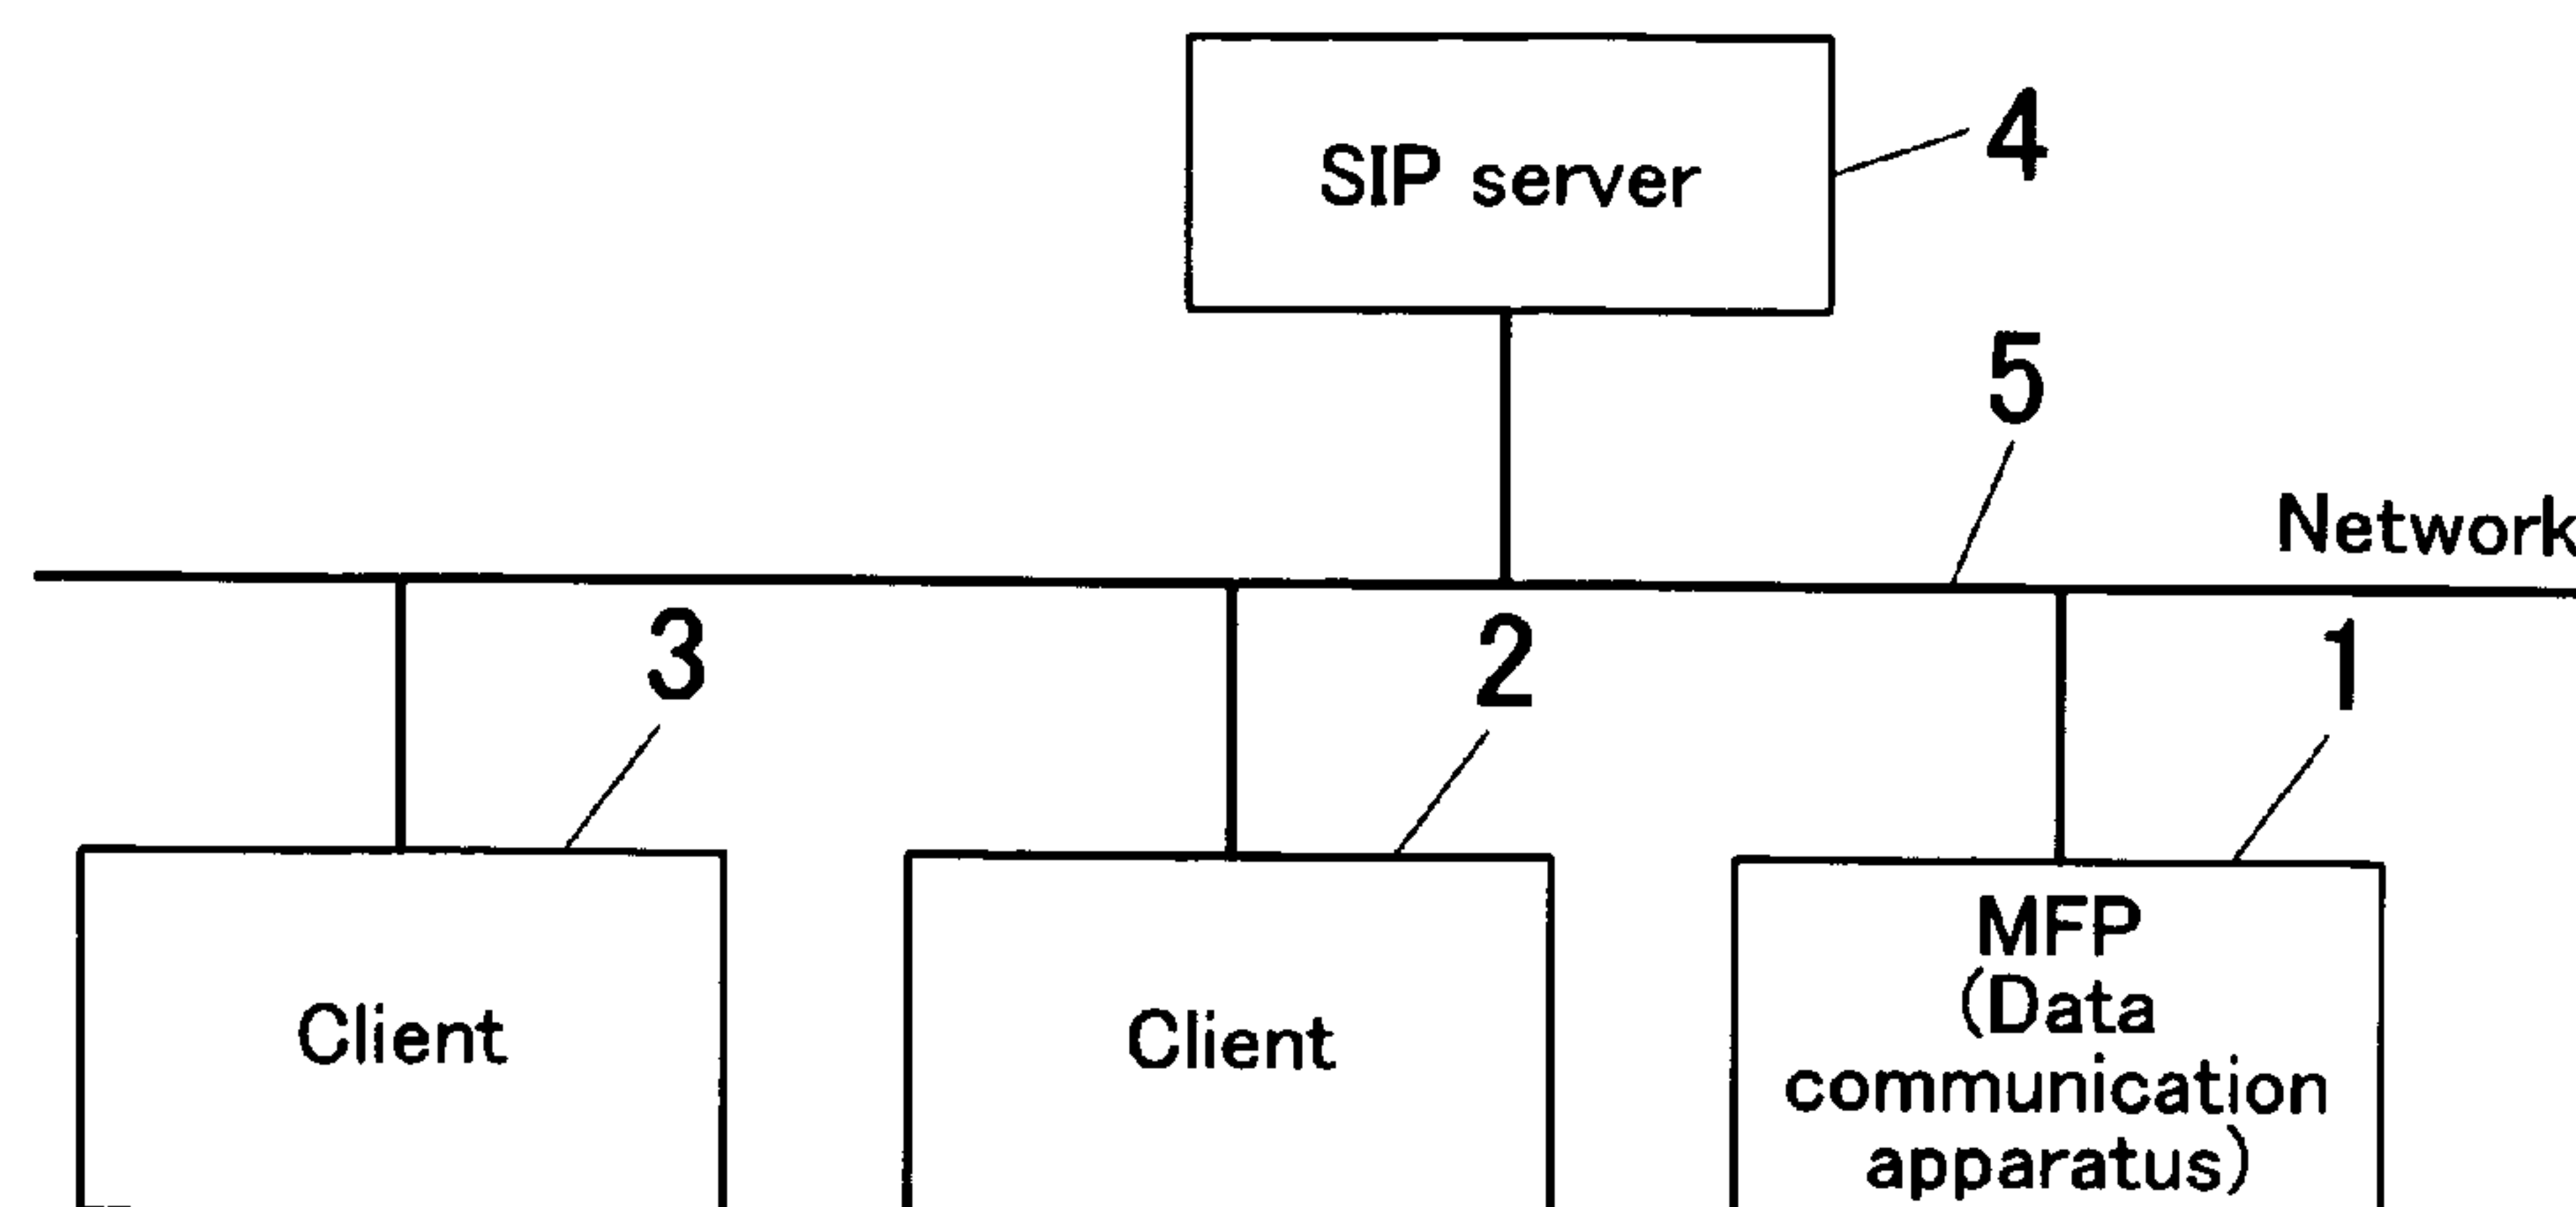 SIP server
4
5
Network
3
2
1
Client
Client
MFP
(Data
communication
apparatus)